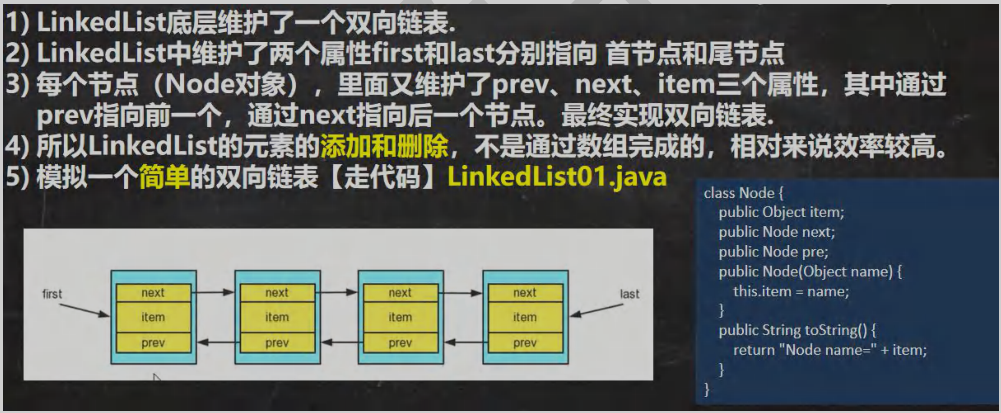 1) LinkedList底层维护了一个双向链表.
2) LinkedList中维护了两个属性first和last分别指向 首节点和尾节点
3) 每个节点（Node对象），里面又维护了prev、next、item三个属性，其中通过
prev指向前一个，通过next指向后一个节点。最终实现双向链表.
4) 所以LinkedList的元素的添加和删除，不是通过数组完成的，相对来说效率较高。
5) 模拟一个简单的双向链表【走代码】LinkedList01.java
first
next
item
prev
next
item
prev
next
item
prev
next
item
prev
last
class Node {
public Object item;
public Node next;
public Node pre;
public Node(Object name) {
this.item = name;
}
public String toString() {
return "Node name=" + item;
}
}